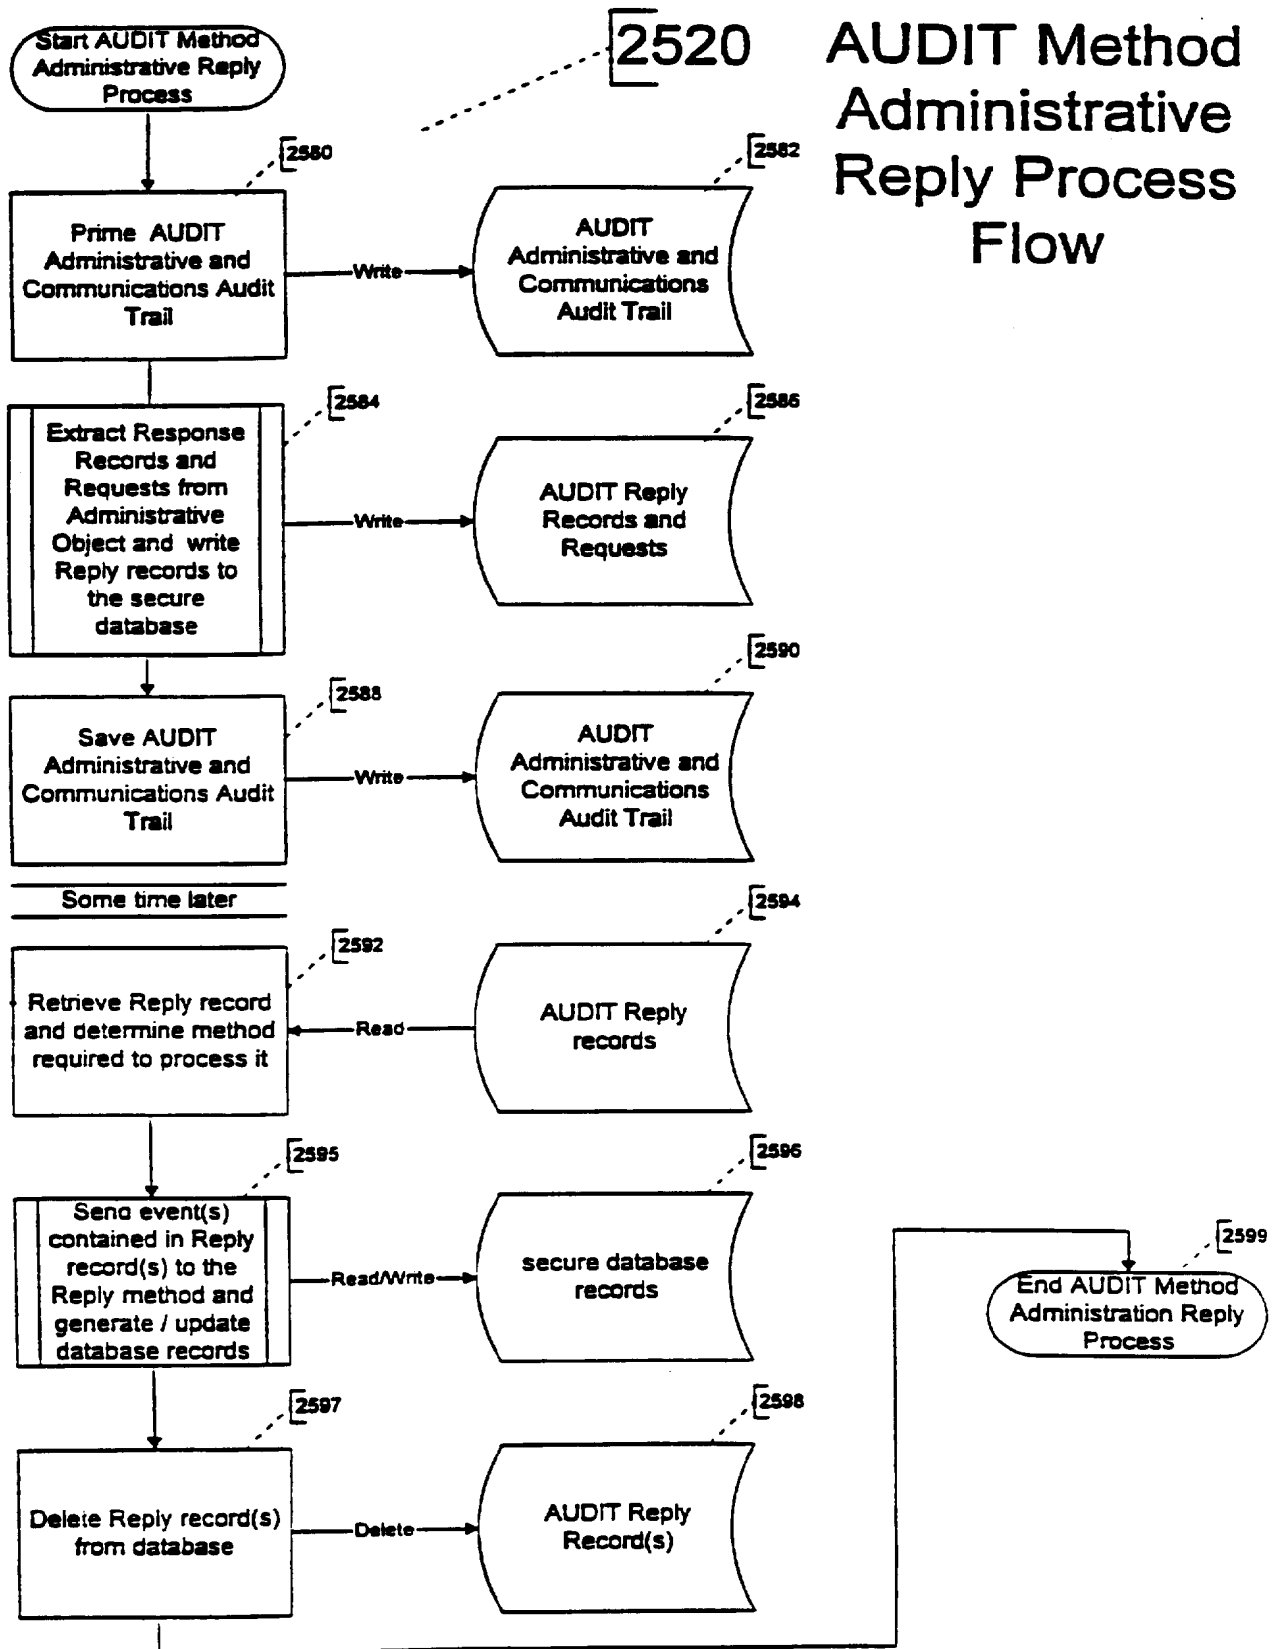 Start AUDIT Method
Administrative Reply
Process
2520
AUDIT Method
Administrative
Reply Process
Flow
2580
Prime AUDIT
Administrative and
Communications Audit
Trail
Write
2582
AUDIT
Administrative and
Communications
Audit Trail
2584
Extract Response
Records and
Requests from
Administrative
Object and write
Reply records to
the secure
database
Write
2586
AUDIT Reply
Records and
Requests
2588
Save AUDIT
Administrative and
Communications Audit
Trail
Write
2590
AUDIT
Administrative and
Communications
Audit Trail
Some time later
2592
Retrieve Reply record
and determine method
required to process it
Read
2594
AUDIT Reply
records
2595
Send event(s)
contained in Reply
record(s) to the
Reply method and
generate / update
database records
Read/Write
2596
secure database
records
2597
Delete Reply record(s)
from database
Delete
2598
AUDIT Reply
Record(s)
2599
End AUDIT Method
Administration Reply
Process